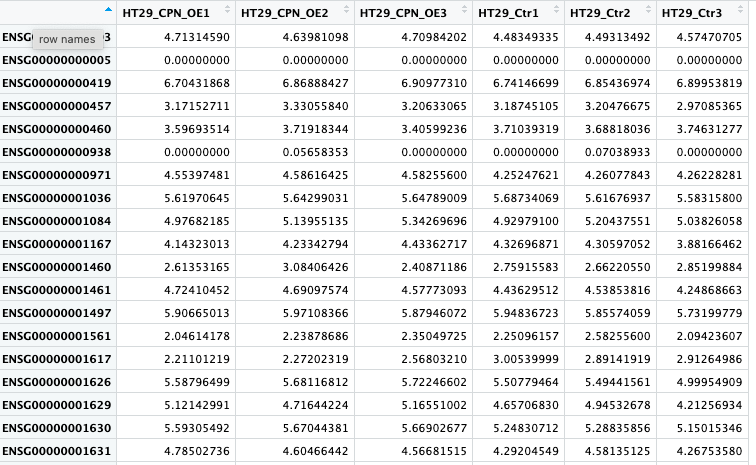 HT29_CPN_OE1 HT29_CPN_OE2 HT29_CPN_OE3 HT29_Ctr1 HT29_Ctr2 HT29_Ctr3
ENSG0 row names 3 4.71314590 4.63981098 4.70984202 4.48349335 4.49313492 4.57470705
ENSG00000000005 0.00000000 0.00000000 0.00000000 0.00000000 0.00000000 0.00000000
ENSG00000000419 6.70431868 6.86888427 6.90977310 6.74146699 6.85436974 6.89953819
ENSG00000000457 3.17152711 3.33055840 3.20633065 3.18745105 3.20476675 2.97085365
ENSG00000000460 3.59693514 3.71918344 3.40599236 3.71039319 3.68818036 3.74631277
ENSG00000000938 0.00000000 0.05658353 0.00000000 0.00000000 0.07038933 0.00000000
ENSG00000000971 4.55397481 4.58616425 4.58255600 4.25247621 4.26077843 4.26228281
ENSG00000001036 5.61970645 5.64299031 5.64789009 5.68734069 5.61676937 5.58315800
ENSG00000001084 4.97682185 5.13955135 5.34269696 4.92979100 5.20437551 5.03826058
ENSG00000001167 4.14323013 4.23342794 4.43362717 4.32696871 4.30597052 3.88166462
ENSG00000001460 2.61353165 3.08406426 2.40871186 2.75915583 2.66220550 2.85199884
ENSG00000001461 4.72410452 4.69097574 4.57773093 4.43629512 4.53853816 4.24868663
ENSG00000001497 5.90665013 5.97108366 5.87946072 5.94836723 5.85574059 5.73199779
ENSG00000001561 2.04614178 2.23878686 2.35049725 2.25096157 2.58255600 2.09423607
ENSG00000001617 2.21101219 2.27202319 2.56803210 3.00539999 2.89141919 2.91264986
ENSG00000001626 5.58796499 5.68116812 5.72246602 5.50779464 5.49441561 4.99954909
ENSG00000001629 5.12142991 4.71644224 5.16551002 4.65706830 4.94532678 4.21256934
ENSG00000001630 5.59305492 5.67044381 5.66902677 5.24830712 5.28835856 5.15015346
ENSG00000001631 4.78502736 4.60466442 4.56681515 4.29204549 4.58135125 4.26753580